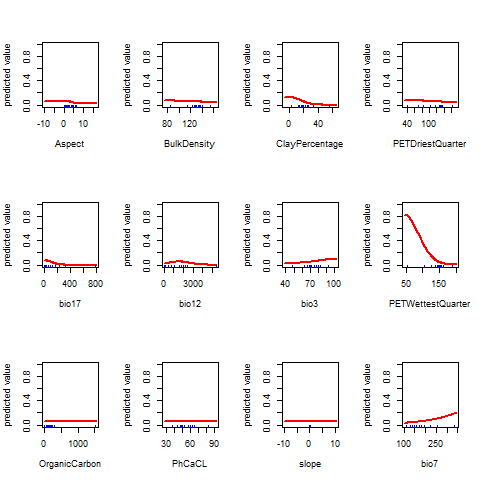 predicted value
0.0 0.4 0.8
-10 0 10
Aspect
predicted value
0.0 0.4 0.8
80 120
BulkDensity
predicted value
0.0 0.4 0.8
0 40
ClayPercentage
predicted value
0.0 0.4 0.8
40 100
PETDriestQuarter
predicted value
0.0 0.4 0.8
0 200 400 600 800
bio17
predicted value
0.0 0.4 0.8
0 3000
bio12
predicted value
0.0 0.4 0.8
40 60 80 100
bio3
predicted value
0.0 0.4 0.8
50 150
PETWettestQuarter
predicted value
0.0 0.4 0.8
0 1000
OrganicCarbon
predicted value
0.0 0.4 0.8
30 50 70 90
PhCaCL
predicted value
0.0 0.4 0.8
-10 0 10
slope
predicted value
0.0 0.4 0.8
100 250
bio7